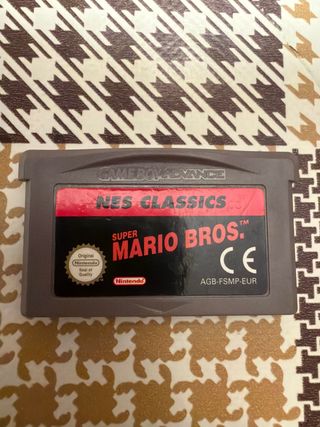 GAME BOY ADVANCE
NES CLASSICS
SUPER
MARIO BROS.™
Original
Nintendo
Seal of
Quality
Nintendo
CE
AGB-FSMP-EUR